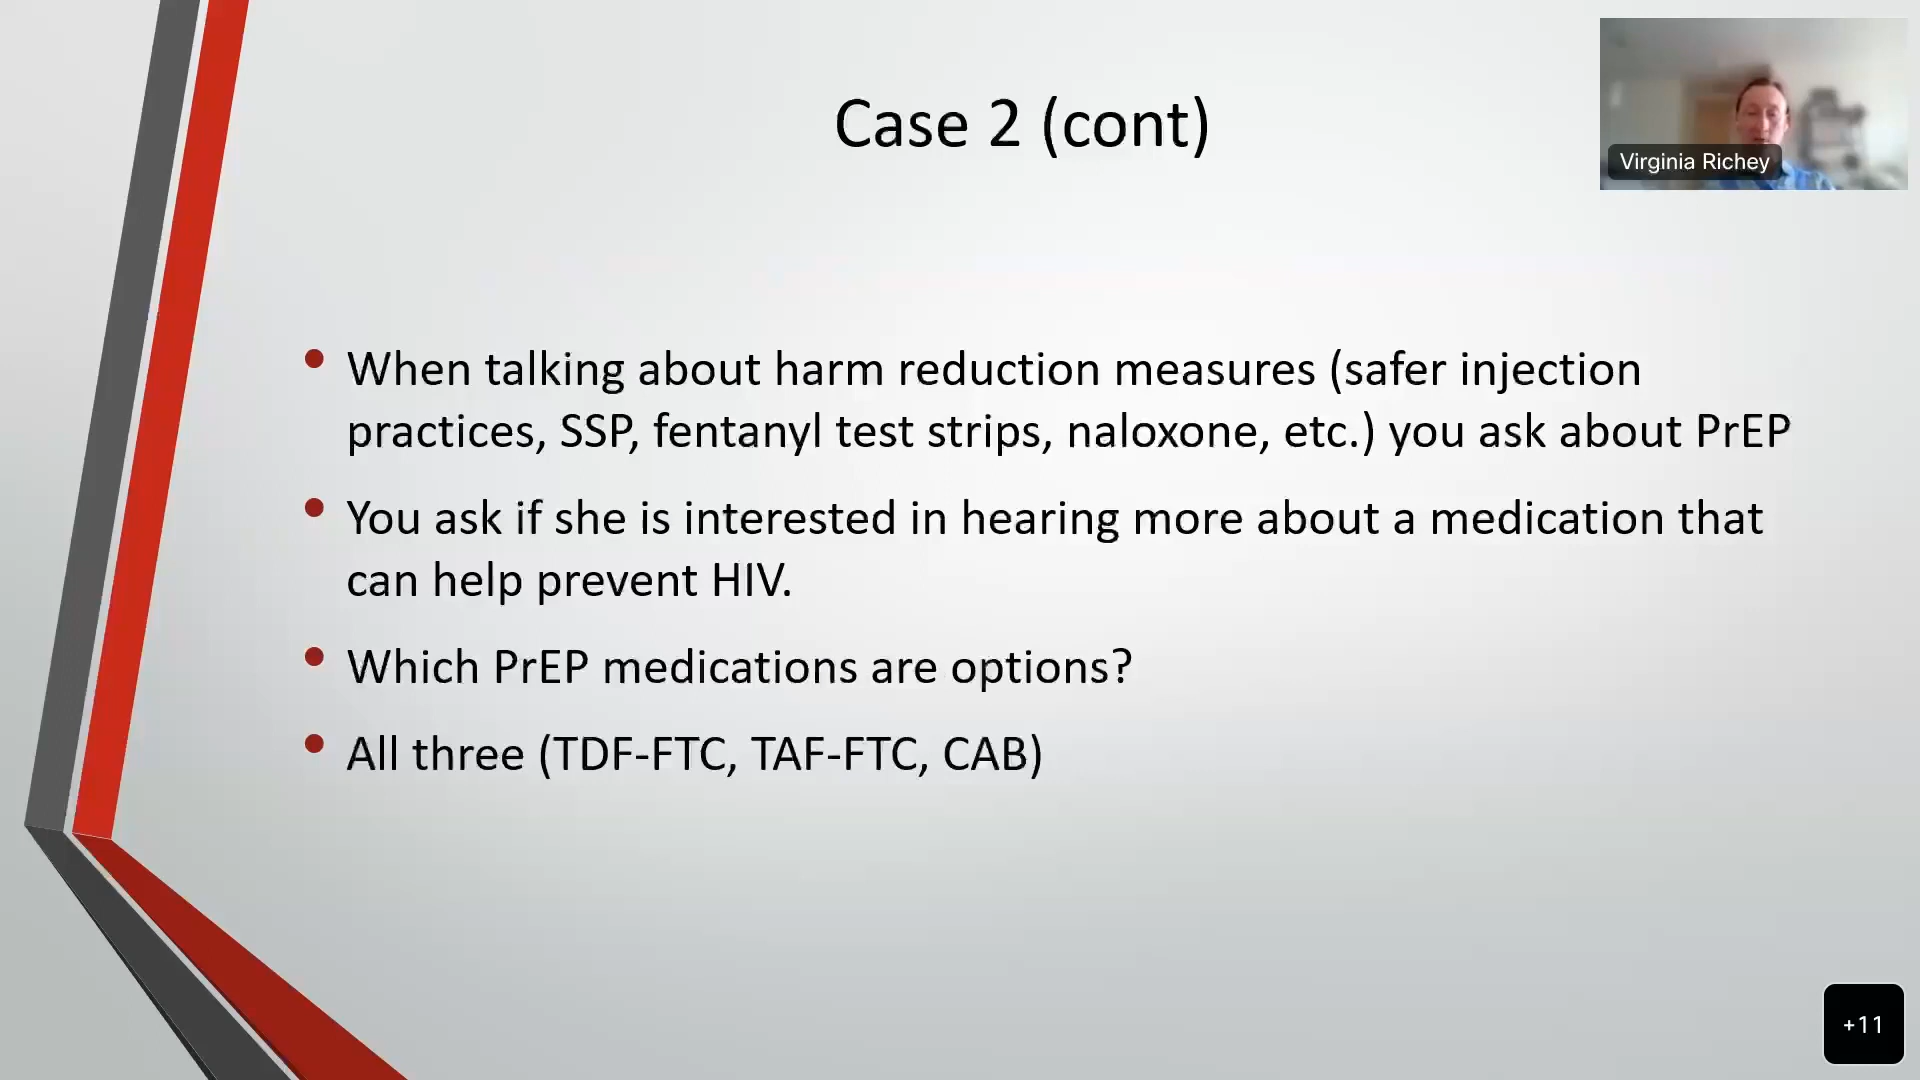 Case 2 (cont)
Virginia Richey
• When talking about harm reduction measures (safer injection
practices, SSP, fentanyl test strips, naloxone, etc.) you ask about PrEP
• You ask if she is interested in hearing more about a medication that
can help prevent HIV.
• Which PrEP medications are options?
• All three (TDF-FTC, TAF-FTC, CAB)
+11